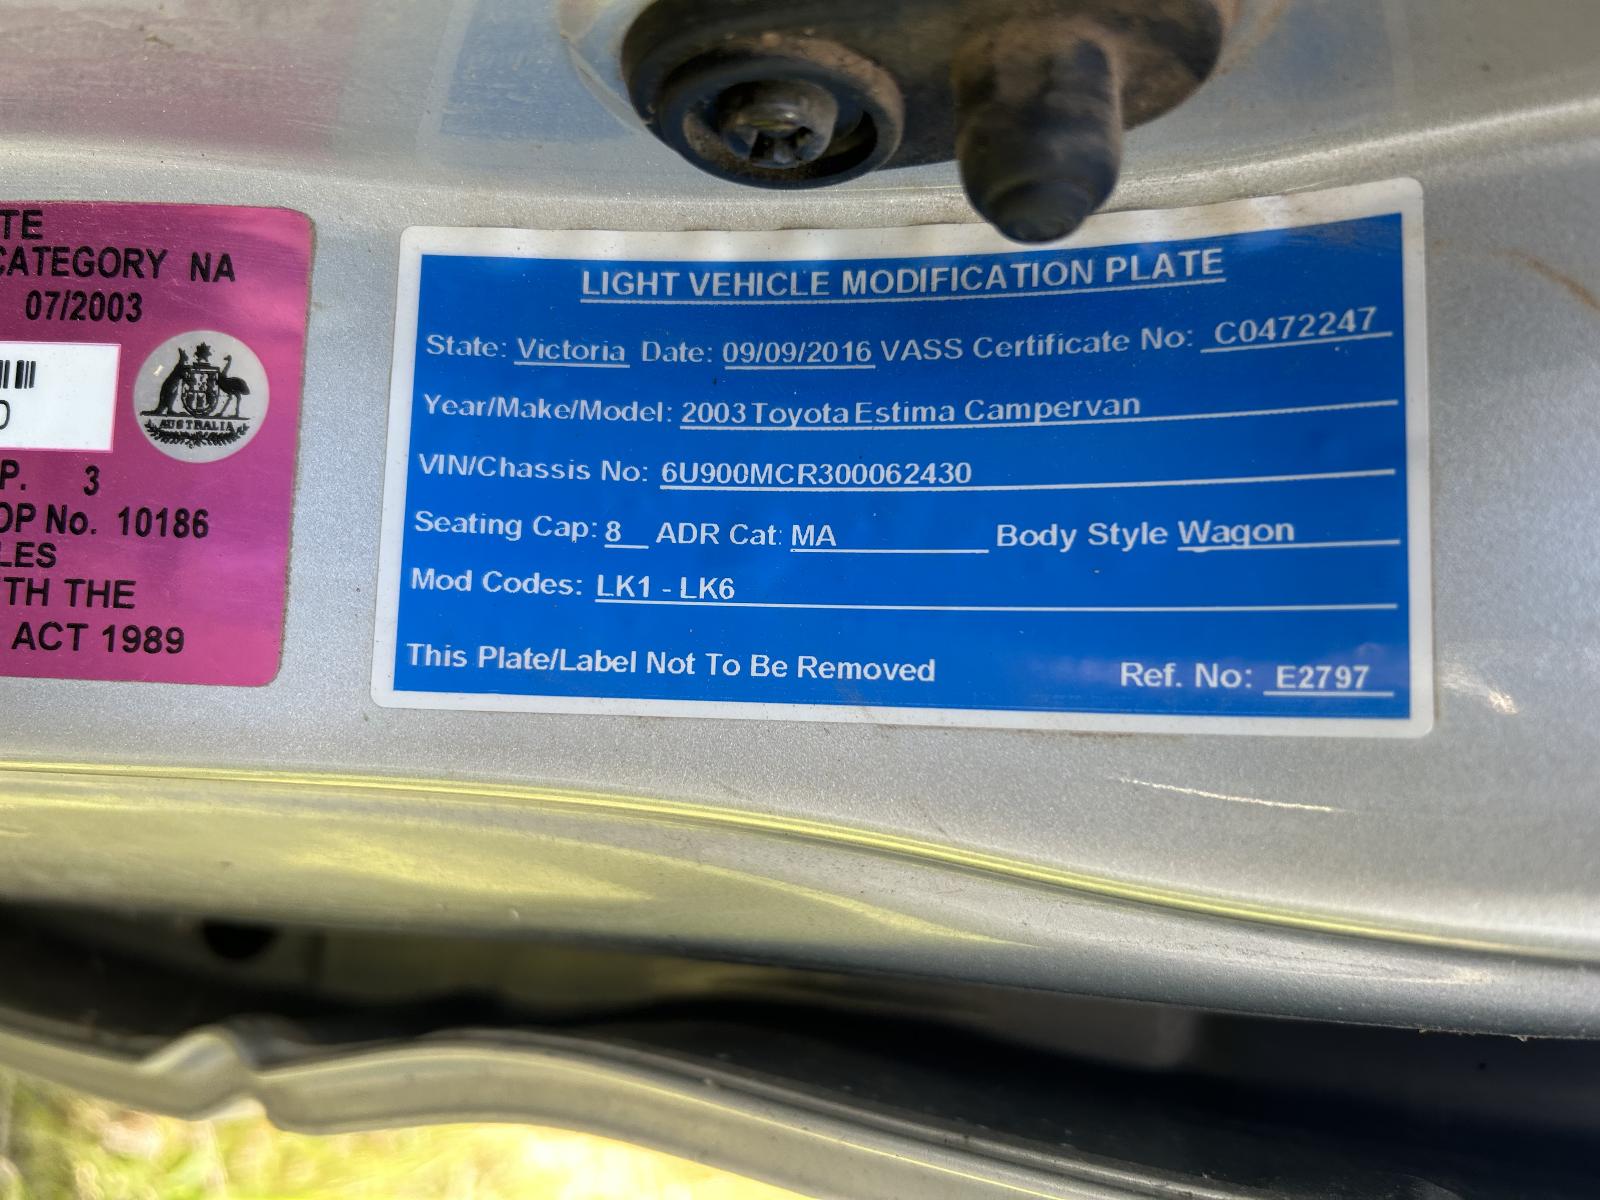 TE
CATEGORY NA
07/2003
AUSTRALIA
P. 3
OP No. 10186
LES
TH THE
ACT 1989
LIGHT VEHICLE MODIFICATION PLATE
State: Victoria Date: 09/09/2016 VASS Certificate No: C0472247
Year/Make/Model: 2003 Toyota Estima Campervan
VIN/Chassis No: 6U900MCR300062430
Seating Cap: 8 ADR Cat: MA Body Style Wagon
Mod Codes: LK1 - LK6
This Plate/Label Not To Be Removed Ref. No: E2797